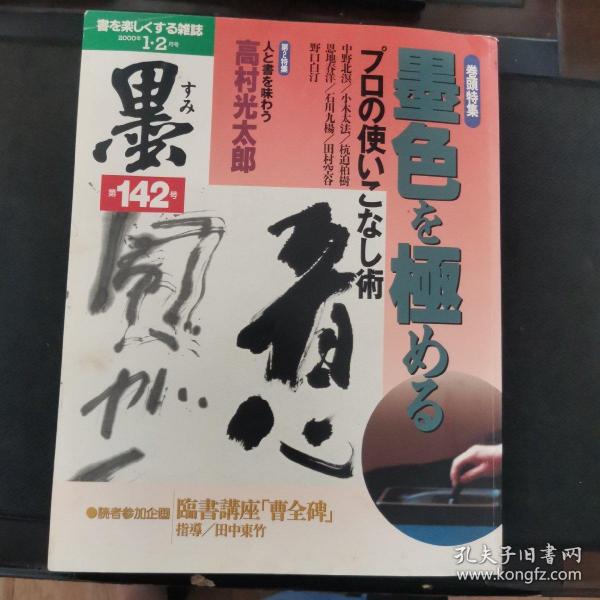 書を楽しくする雑誌
2000年1・2月号
墨
すみ
第142号
巻頭特集
墨色を極める
プロの使いこなし術
中野北溟/小木太法/杭迫柏樹
恩地春洋/石川九楊/田村空谷
野口白汀
第2特集
人と書を味わう
高村光太郎
●読者参加企画
臨書講座「曹全碑」
指導/田中東竹
孔夫子旧书网
www.kongfz.com